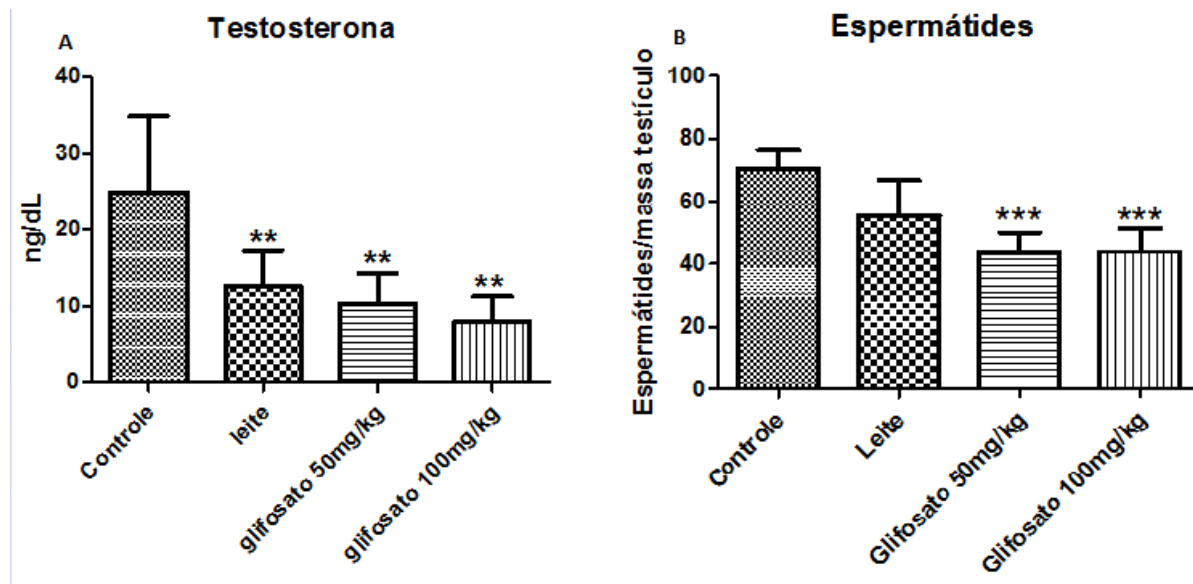 A
Testosterona
ng/dL
40
30
20
10
0
**
**
**
Controle
leite
glifosato 50mg/kg
glifosato 100mg/kg
B
Espermátides
Espermátides/massa testículo
100
80
60
40
20
0
***
***
Controle
Leite
Glifosato 50mg/kg
Glifosato 100mg/kg